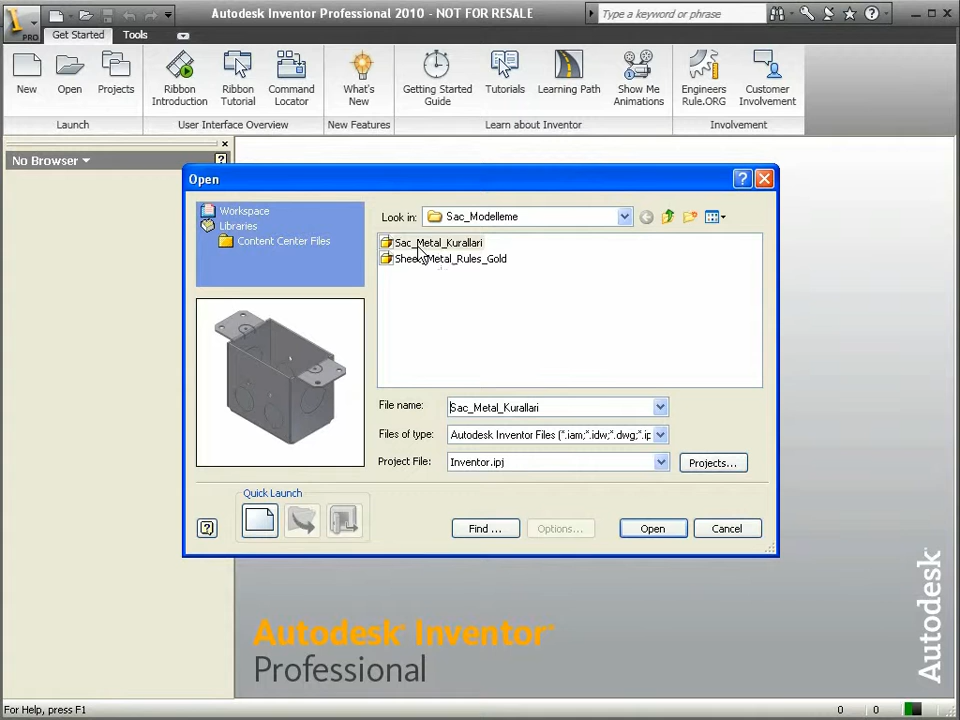 PRO
Autodesk Inventor Professional 2010 - NOT FOR RESALE
Type a keyword or phrase
Get Started
Tools
New
Open
Projects
Ribbon Introduction
Ribbon Tutorial
Command Locator
What's New
Getting Started Guide
Tutorials
Learning Path
Show Me Animations
Engineers Rule.ORG
Customer Involvement
Launch
User Interface Overview
New Features
Learn about Inventor
Involvement
No Browser
Open
Workspace
Libraries
Content Center Files
Look in:
Sac_Modelleme
Sac_Metal_Kurallari
Metal_Rules_Gold
File name:
Sac_Metal_Kurallari
Files of type:
Autodesk Inventor Files (*.iam;*.idw;*.dwg;*.ip
Project File:
Inventor.ipj
Projects...
Quick Launch
Find ...
Options...
Open
Cancel
Autodesk Inventor
Professional
Autodesk
For Help, press F1
0
0